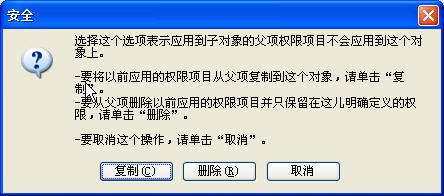 安全
选择这个选项表示应用到子对象的父项权限项目不会应用到这个对
象上。
-要将以前应用的权限项目从父项复制到这个对象，请单击“复
制”。
-要从父项删除以前应用的权限项目并只保留在这儿明确定义的权
限，请单击“删除”。
-要取消这个操作，请单击“取消”。
复制(C) 删除(R) 取消